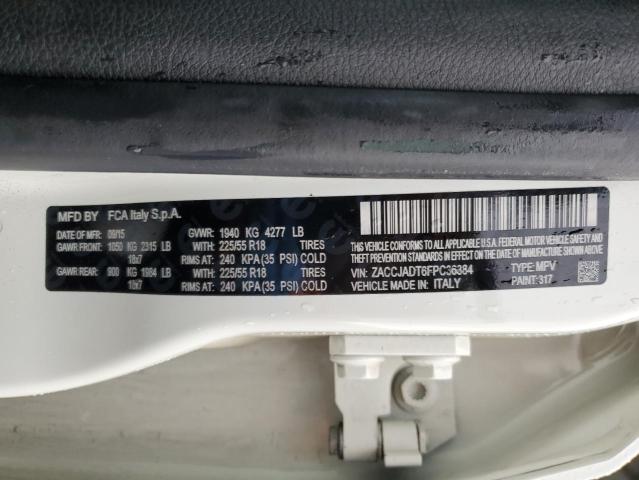 MFD BY FCA Italy S.p.A.
DATE OF MFR 09/15 GVWR: 1940 KG 4277 LB
GAWR FRONT: 1050 KG 2315 LB WITH: 225/55 R18 TIRES
18x7 RIMS AT: 240 KPA(35 PSI) COLD
GAWR REAR: 900 KG 1984 LB WITH: 225/55 R18 TIRES
18x7 RIMS AT: 240 KPA(35 PSI) COLD
THIS VEHICLE CONFORMS TO ALL APPLICABLE U.S.A. FEDERAL MOTOR VEHICLE SAFETY, BUMPER, AND
THEFT PREVENTION STANDARDS IN EFFECT ON THE DATE OF MANUFACTURE SHOWN ABOVE.
VIN: ZACCJADT6FPC36384 TYPE: MPV
VEHICLE MADE IN: ITALY PAINT: 317